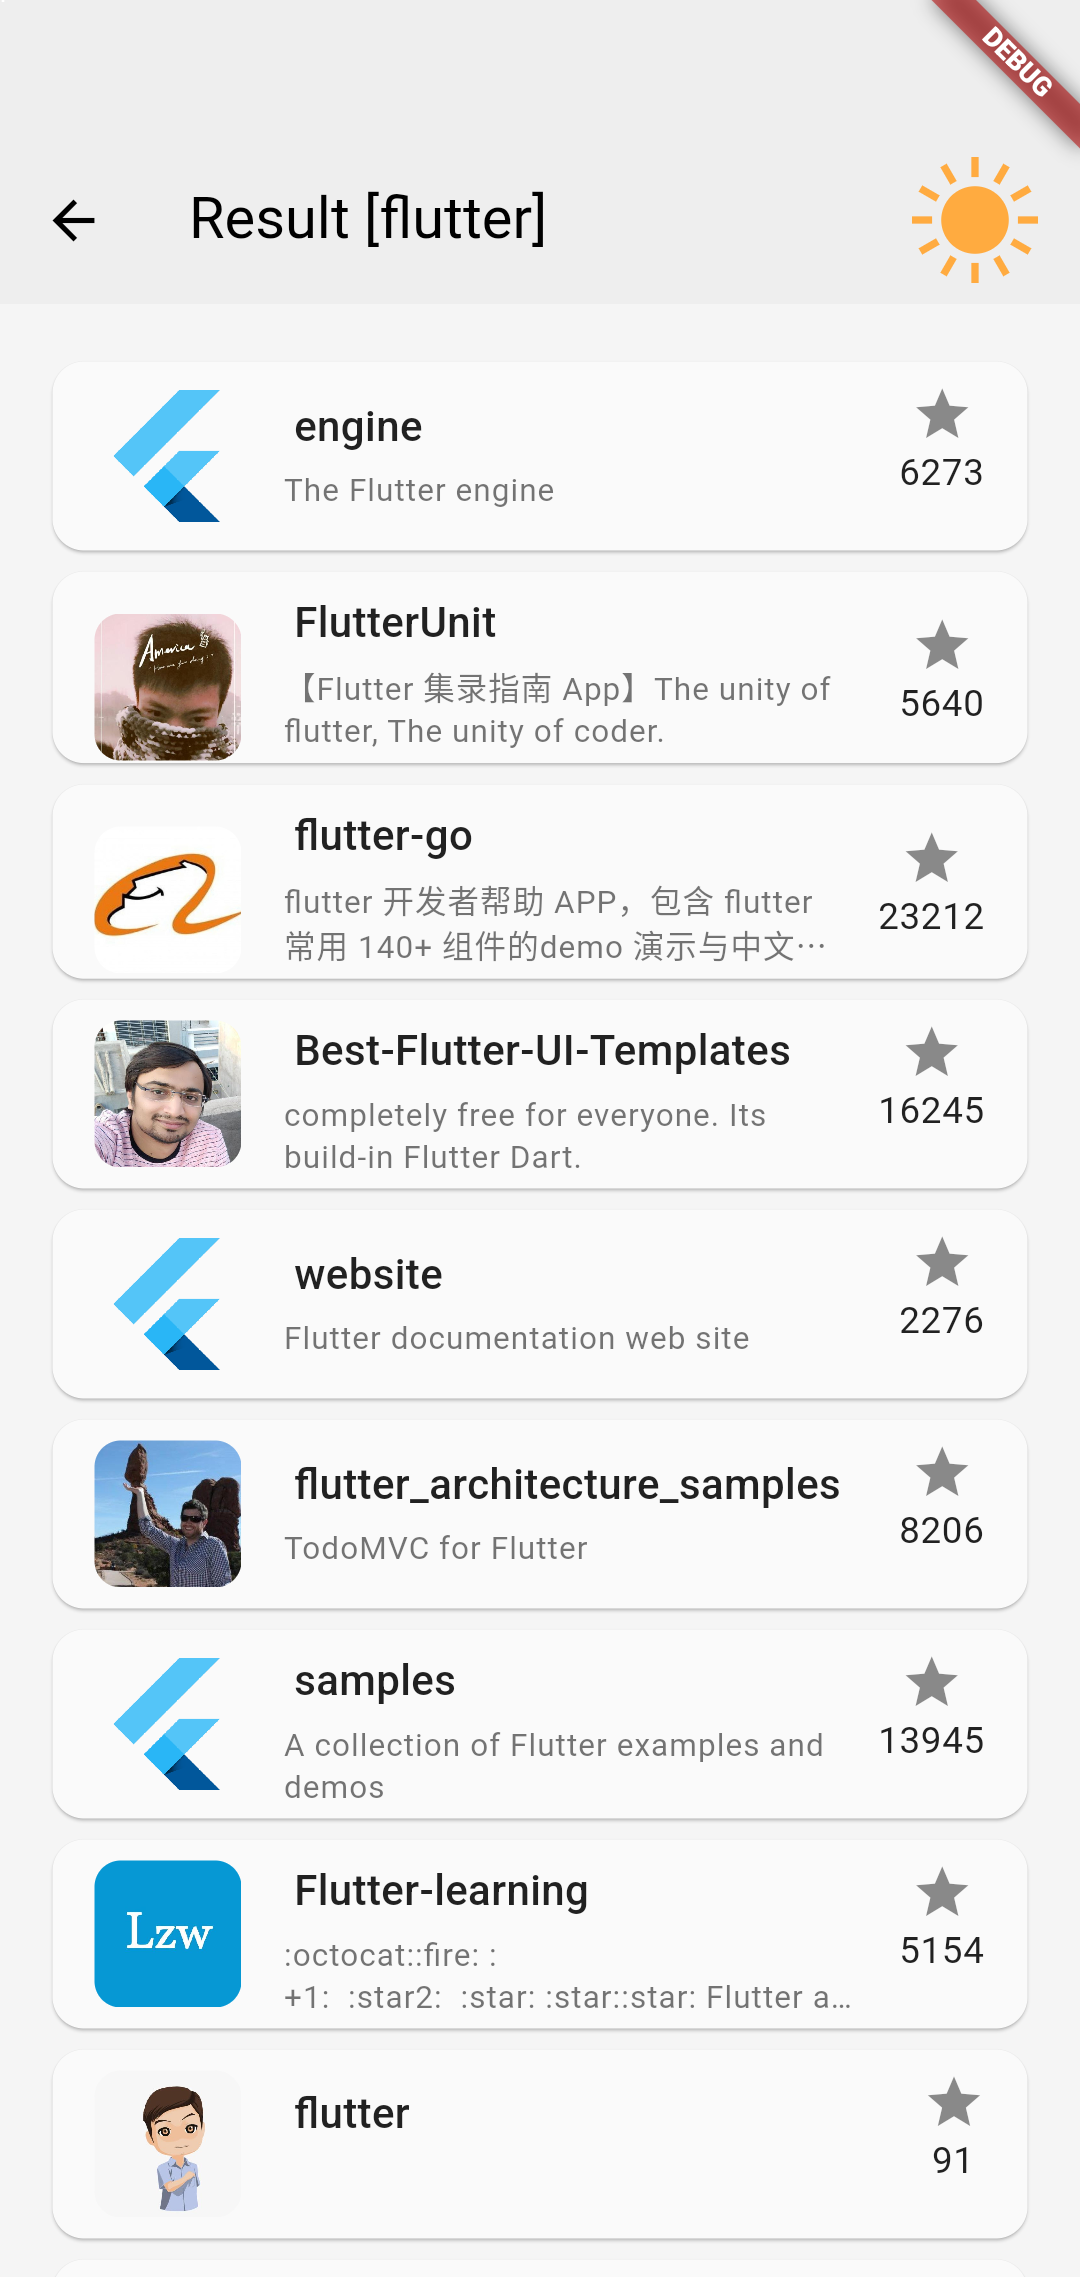 DEBUG
Result [flutter]
engine
6273
The Flutter engine
FlutterUnit
America
5640
【Flutter 集录指南 App】The unity of
flutter, The unity of coder.
flutter-go
23212
flutter 开发者帮助 APP，包含 flutter
常用 140+ 组件的demo 演示与中文…
Best-Flutter-UI-Templates
16245
completely free for everyone. Its
build-in Flutter Dart.
website
2276
Flutter documentation web site
flutter_architecture_samples
8206
TodoMVC for Flutter
samples
13945
A collection of Flutter examples and
demos
Lzw
Flutter-learning
5154
:octocat::fire: :
+1:  :star2:  :star: :star::star: Flutter a...
flutter
91